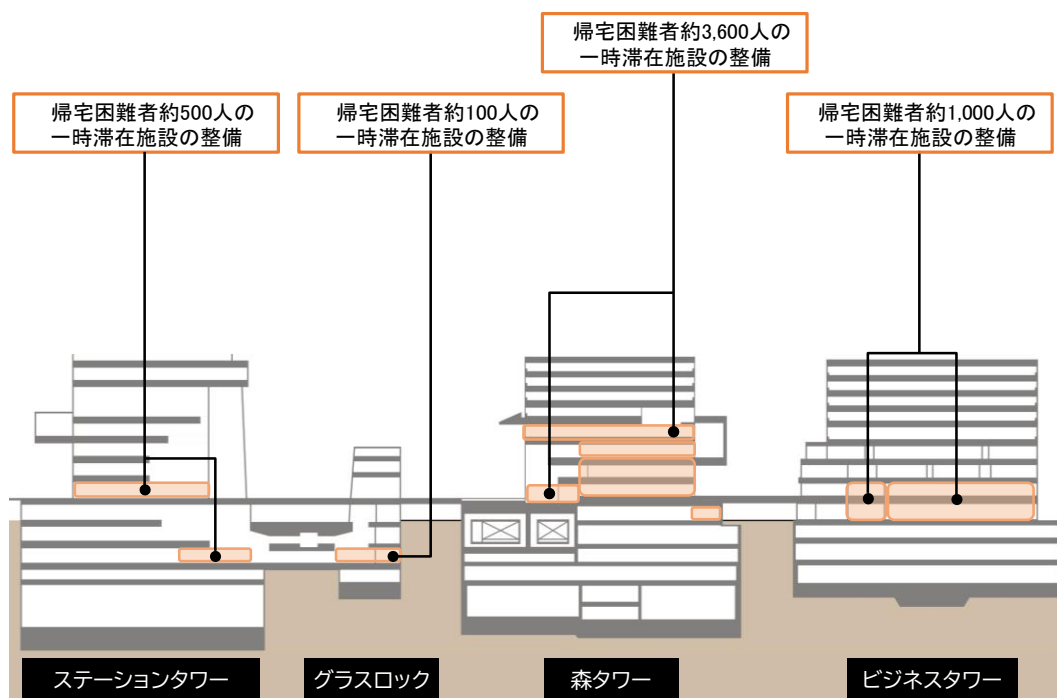 帰宅困難者約3,600人の
一時滞在施設の整備
帰宅困難者約500人の
一時滞在施設の整備
帰宅困難者約100人の
一時滞在施設の整備
帰宅困難者約1,000人の
一時滞在施設の整備
ステーションタワー
グラスロック
森タワー
ビジネスタワー